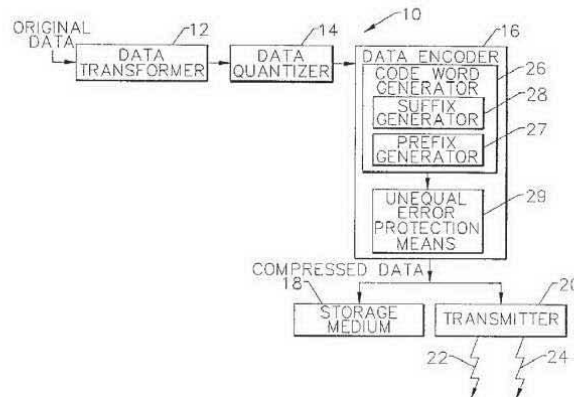 10
ORIGINAL
DATA
12
DATA
TRANSFORMER
14
DATA
QUANTIZER
16
DATA ENCODER
26
CODE WORD
GENERATOR
28
SUFFIX
GENERATOR
27
PREFIX
GENERATOR
29
UNEQUAL
ERROR
PROTECTION
MEANS
COMPRESSED DATA
18
STORAGE
MEDIUM
20
TRANSMITTER
22
24